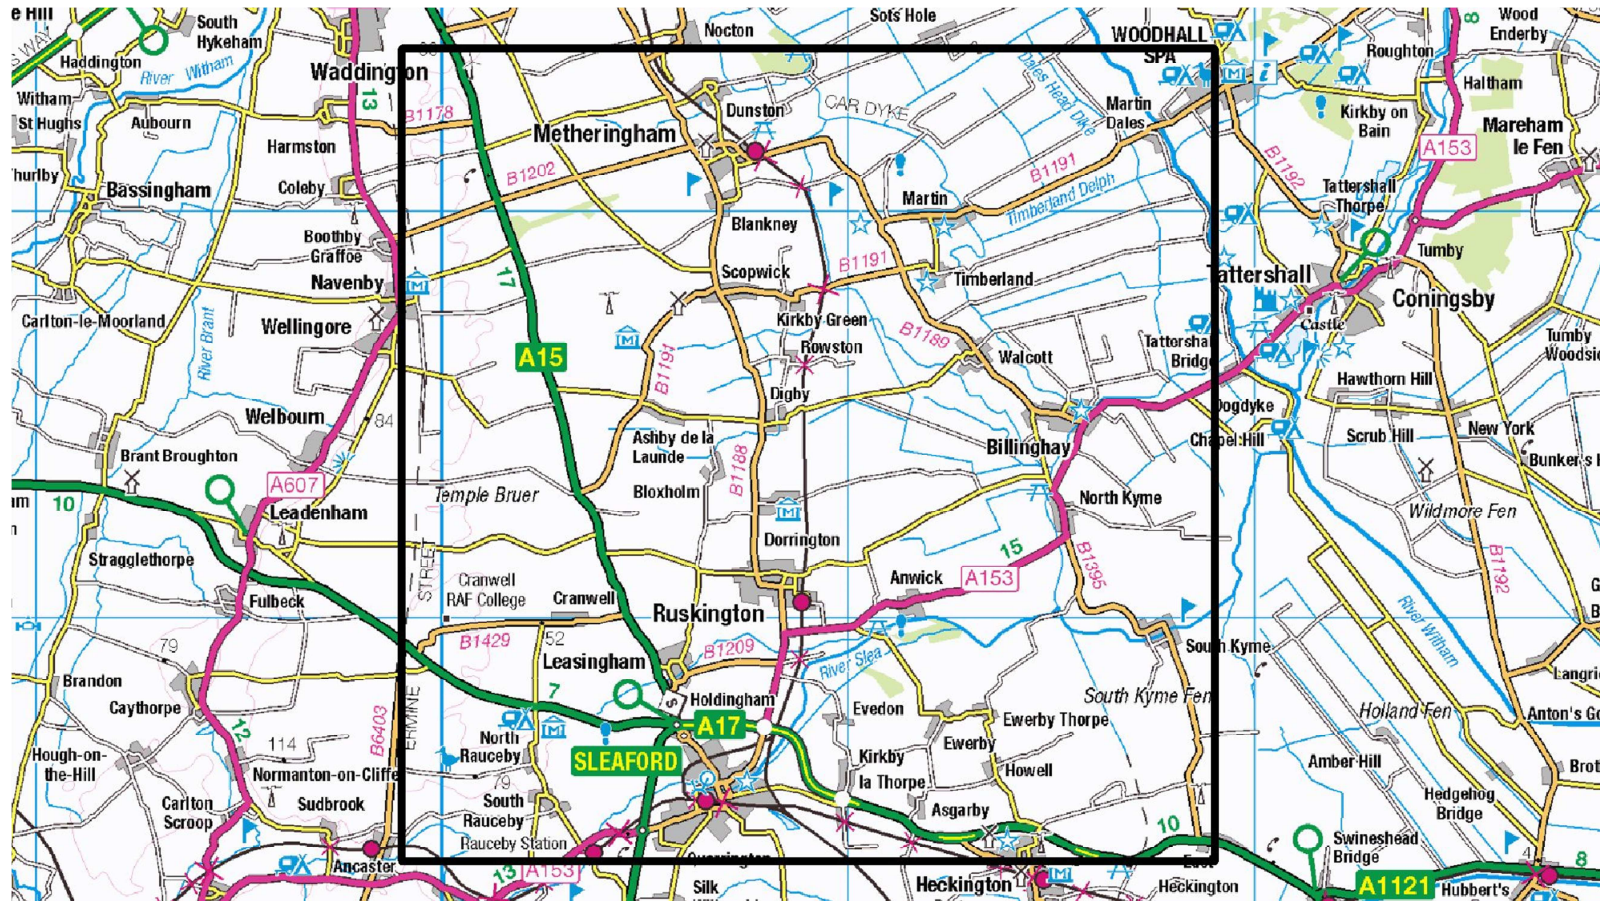 e Hill
South
Hykeham
Nocton
Sots Hole
WOODHALL
SPA
Wood
Enderby
8
Roughton
Haddington
River Witham
Waddington
13
Haltham
Witham
St Hughs
Aubourn
B1178
Dunston
CAR DYKE
Dales Head Dike
Martin
Dales
Kirkby on
Bain
Mareham
le Fen
Metheringham
Harmston
A153
hurlby
Bassingham
Coleby
B1202
B1191
B1192
Tattershall
Thorpe
Martin
Timberland Delph
Blankney
Boothby
Graffoe
Navenby
17
Scopwick
B1191
Timberland
Tumby
Tattershall
Coningsby
Carlton-le-Moorland
Wellingore
River Brant
Kirkby Green
Castle
A15
B1191
Rowston
B1189
Walcott
Tattershal
Bridge
Tumby
Woodsi
Hawthorn Hill
Digby
Welbourn
84
Dogdyke
Ashby de la
Launde
Billinghay
Chapel Hill
Scrub Hill
New York
Brant Broughton
B1188
Bunker's H
A607
Temple Bruer
Bloxholm
North Kyme
10
Leadenham
Wildmore Fen
Dorrington
15
Stragglethorpe
STREET
Cranwell
RAF College
Cranwell
Anwick
A153
B1395
B1192
Fulbeck
Ruskington
River Witham
B1429
52
B1209
River Slea
South Kyme
79
Leasingham
Brandon
7
Holdingham
South Kyme Fen
Langri
Caythorpe
A17
Evedon
Ewerby Thorpe
Holland Fen
Anton's Go
12
B6403
ERMINE
North
Rauceby
SLEAFORD
Ewerby
Hough-on-
the-Hill
114
Kirkby
la Thorpe
Howell
Amber Hill
Brot
Normanton-on-Cliffe
79
Carlton
Scroop
Sudbrook
South
Rauceby
Asgarby
Hedgehog
Bridge
10
Rauceby Station
Swineshead
Bridge
Ancaster
13
A153
Quarrington
East
Heckington
8
Silk
Heckington
A1121
Hubbert's